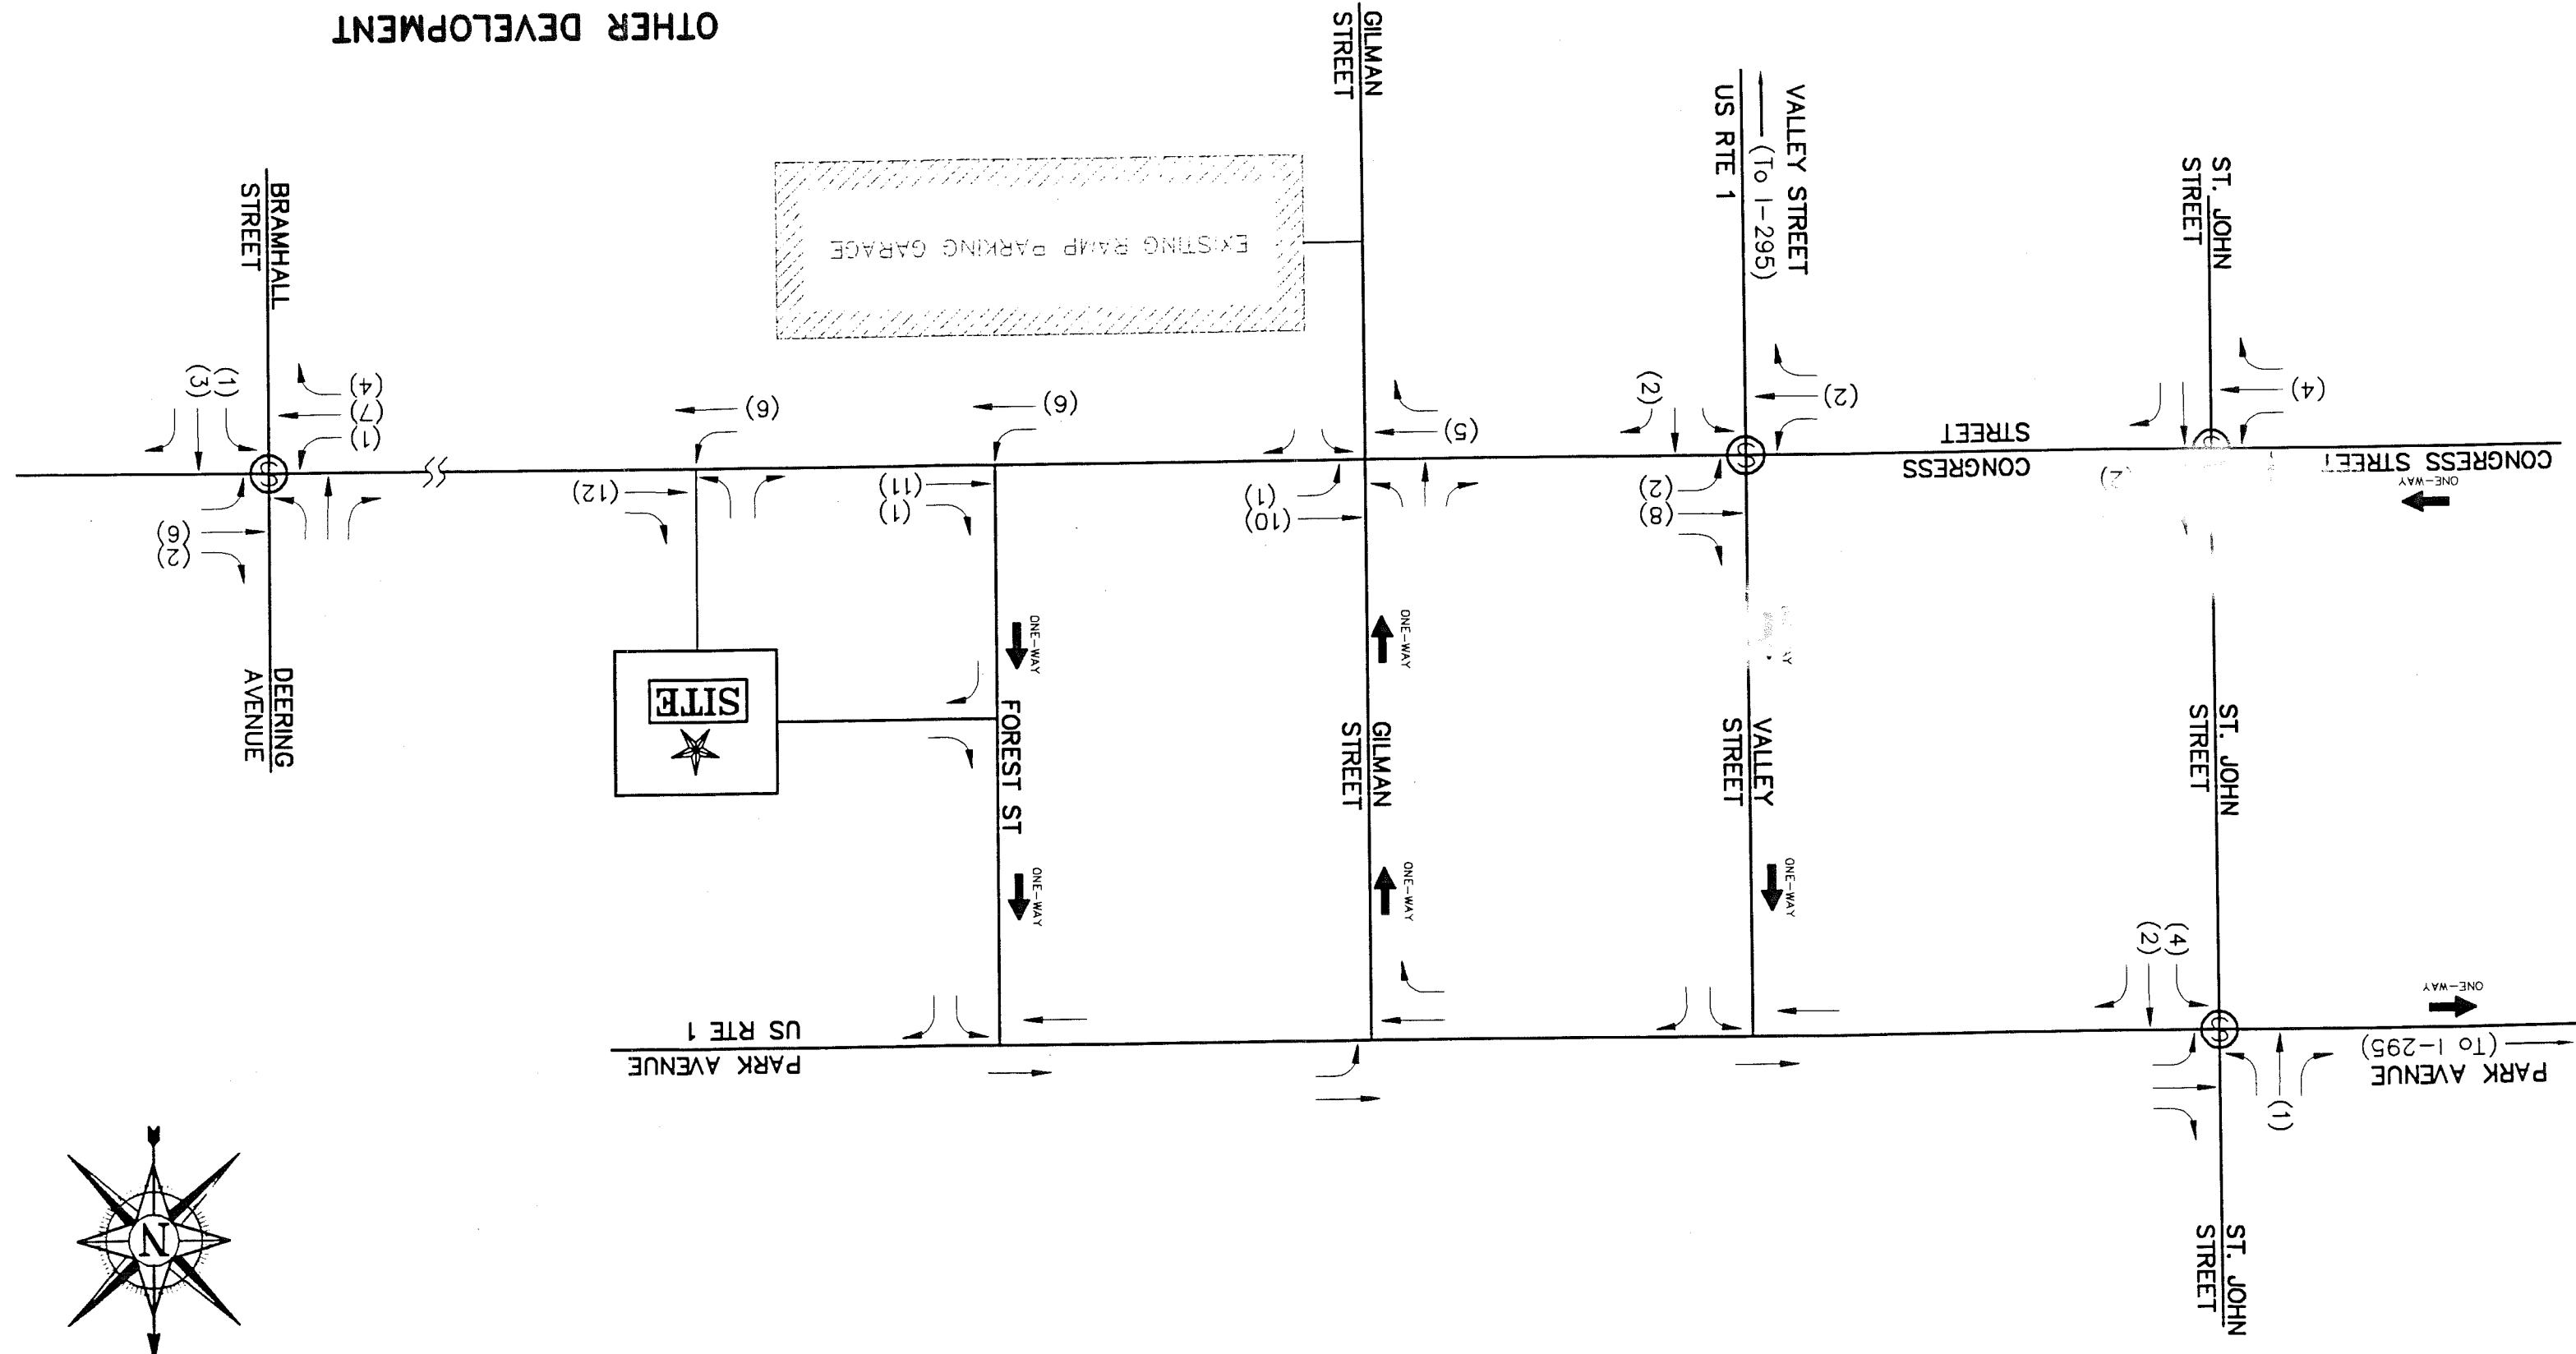 ST. JOHN
STREET
N
PARK AVENUE
(To I-295)
ONE-WAY
(1)
(4)
(2)
PARK AVENUE
US RTE 1
ONE-WAY
ONE-WAY
ONE-WAY
ST. JOHN
STREET
VALLEY
STREET
GILMAN
STREET
FOREST ST
SITE
DEERING
AVENUE
ONE-WAY
ONE-WAY
CONGRESS STREET
ONE-WAY
CONGRESS
STREET
(8)
(2)
(10)
(1)
(1)
(11)
(12)
(2)
(9)
(4)
(2)
(2)
(5)
(9)
(9)
(1)
(7)
(4)
(1)
(3)
ST. JOHN
STREET
VALLEY STREET
(To I-295)
US RTE 1
EXISTING RAMP PARKING GARAGE
BRAMHALL
STREET
GILMAN
STREET
OTHER DEVELOPMENT